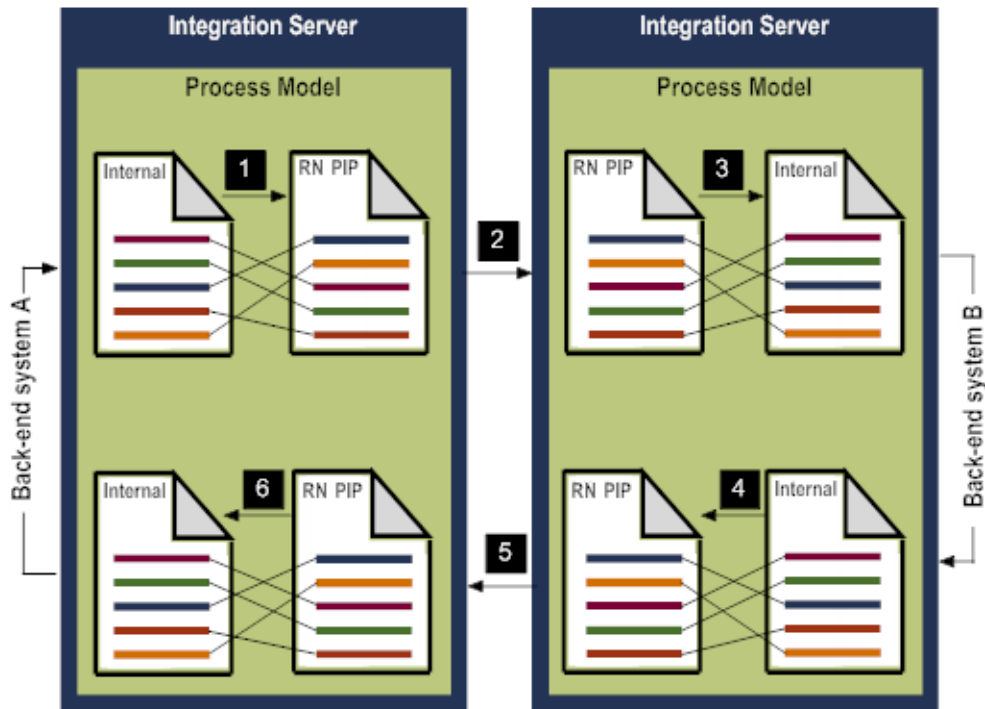 Integration Server
Process Model
Internal
1
RN PIP
Integration Server
Process Model
RN PIP
3
Internal
2
Back-end system A
Back-end system B
Internal
6
RN PIP
5
RN PIP
4
Internal